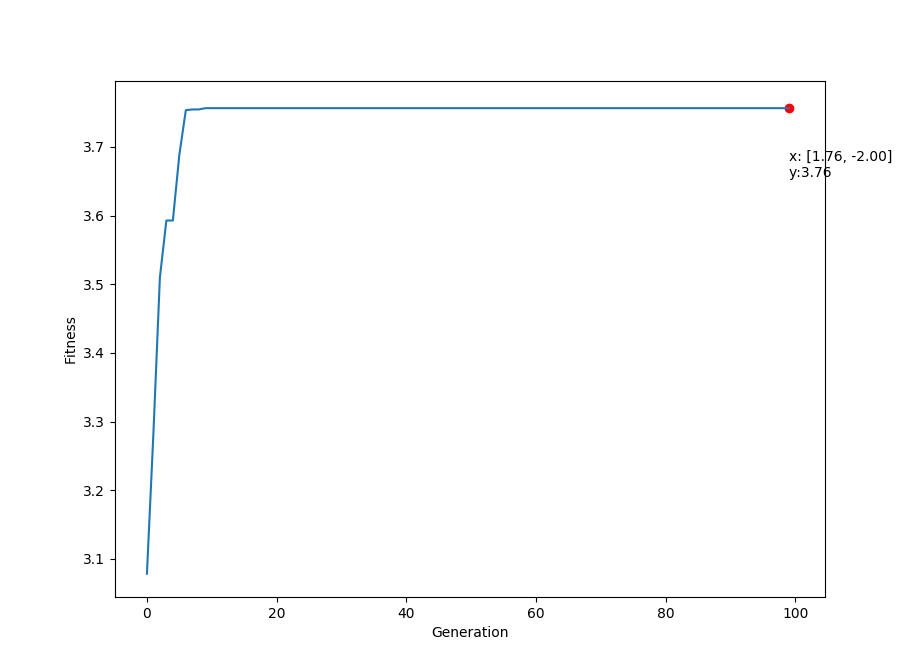 3.7
3.6
3.5
3.4
3.3
3.2
3.1
Fitness
x: [1.76, -2.00]
y:3.76
0 20 40 60 80 100
Generation